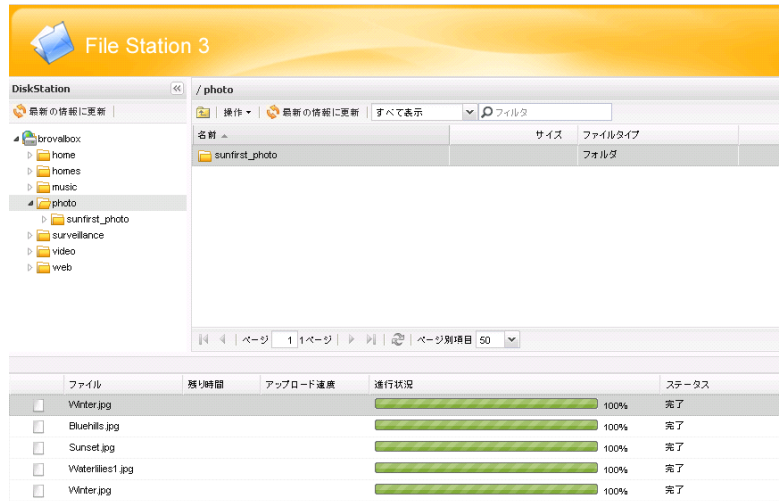 File Station 3
DiskStation
/ photo
最新の情報に更新
操作 最新の情報に更新 すべて表示 フィルタ
brovalbox
home
homes
music
photo
sunfirst_photo
surveillance
video
web
名前 サイズ ファイルタイプ
sunfirst_photo フォルダ
ページ 1 1ページ ページ別項目 50
ファイル 残り時間 アップロード速度 進行状況 ステータス
Winter.jpg 100% 完了
Bluehills.jpg 100% 完了
Sunset.jpg 100% 完了
Waterlilies1.jpg 100% 完了
Winter.jpg 100% 完了